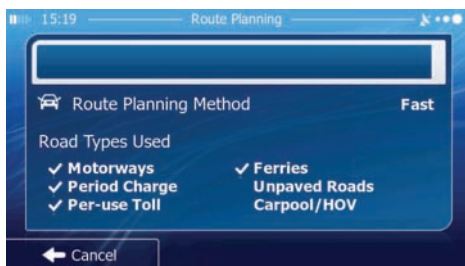 15:19 Route Planning
Route Planning Method Fast
Road Types Used
✓ Motorways ✓ Ferries
✓ Period Charge Unpaved Roads
✓ Per-use Toll Carpool/HOV
Cancel